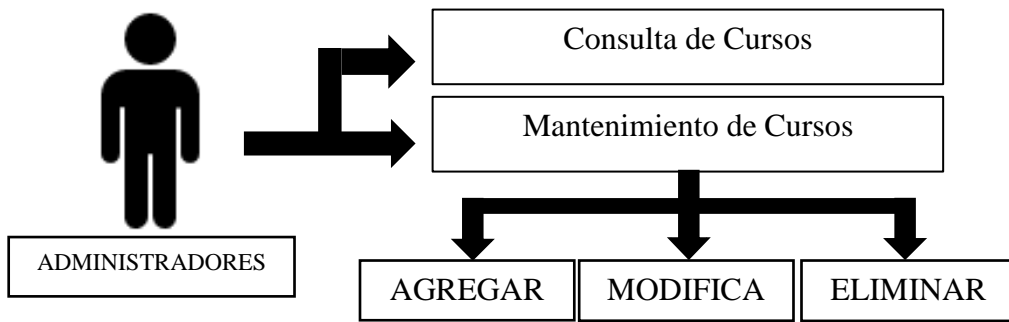 Consulta de Cursos
Mantenimiento de Cursos
ADMINISTRADORES
AGREGAR
MODIFICA
ELIMINAR